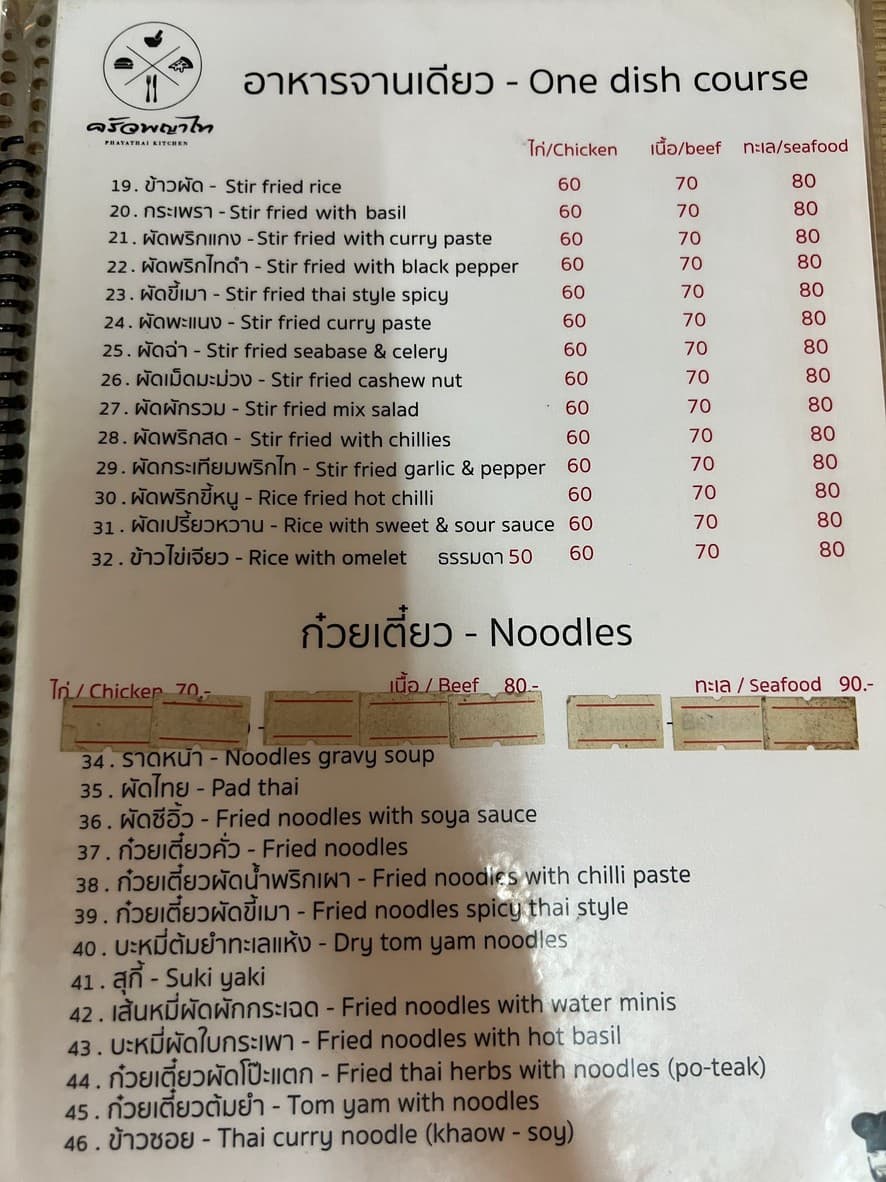 ครัวพญาไท
PHAYATHAI KITCHEN
อาหารจานเดียว - One dish course
ไก่/Chicken เนื้อ/beef ทะเล/seafood
19. ข้าวผัด - Stir fried rice 60 70 80
20. กระเพรา - Stir fried with basil 60 70 80
21. ผัดพริกแกง - Stir fried with curry paste 60 70 80
22. ผัดพริกไทดำ - Stir fried with black pepper 60 70 80
23. ผัดขี้เมา - Stir fried thai style spicy 60 70 80
24. ผัดพะแนง - Stir fried curry paste 60 70 80
25. ผัดฉ่า - Stir fried seabase & celery 60 70 80
26. ผัดเม็ดมะม่วง - Stir fried cashew nut 60 70 80
27. ผัดผักรวม - Stir fried mix salad 60 70 80
28. ผัดพริกสด - Stir fried with chillies 60 70 80
29. ผัดกระเทียมพริกไท - Stir fried garlic & pepper 60 70 80
30. ผัดพริกขี้หนู - Rice fried hot chilli 60 70 80
31. ผัดเปรี้ยวหวาน - Rice with sweet & sour sauce 60 70 80
32. ข้าวไข่เจียว - Rice with omelet ธรรมดา 50 60 70 80
ก๋วยเตี๋ยว - Noodles
ไก่ / Chicken 70.- เนื้อ / Beef 80.- ทะเล / Seafood 90.-
34. ราดหน้า - Noodles gravy soup
35. ผัดไทย - Pad thai
36. ผัดซีอิ้ว - Fried noodles with soya sauce
37. ก๋วยเตี๋ยวคั่ว - Fried noodles
38. ก๋วยเตี๋ยวผัดน้ำพริกเผา - Fried noodles with chilli paste
39. ก๋วยเตี๋ยวผัดขี้เมา - Fried noodles spicy thai style
40. บะหมี่ต้มยำทะเลแห้ง - Dry tom yam noodles
41. สุกี้ - Suki yaki
42. เส้นหมี่ผัดผักกระเฉด - Fried noodles with water minis
43. บะหมี่ผัดใบกระเพา - Fried noodles with hot basil
44. ก๋วยเตี๋ยวผัดโป๊ะแตก - Fried thai herbs with noodles (po-teak)
45. ก๋วยเตี๋ยวต้มยำ - Tom yam with noodles
46. ข้าวซอย - Thai curry noodle (khaow - soy)